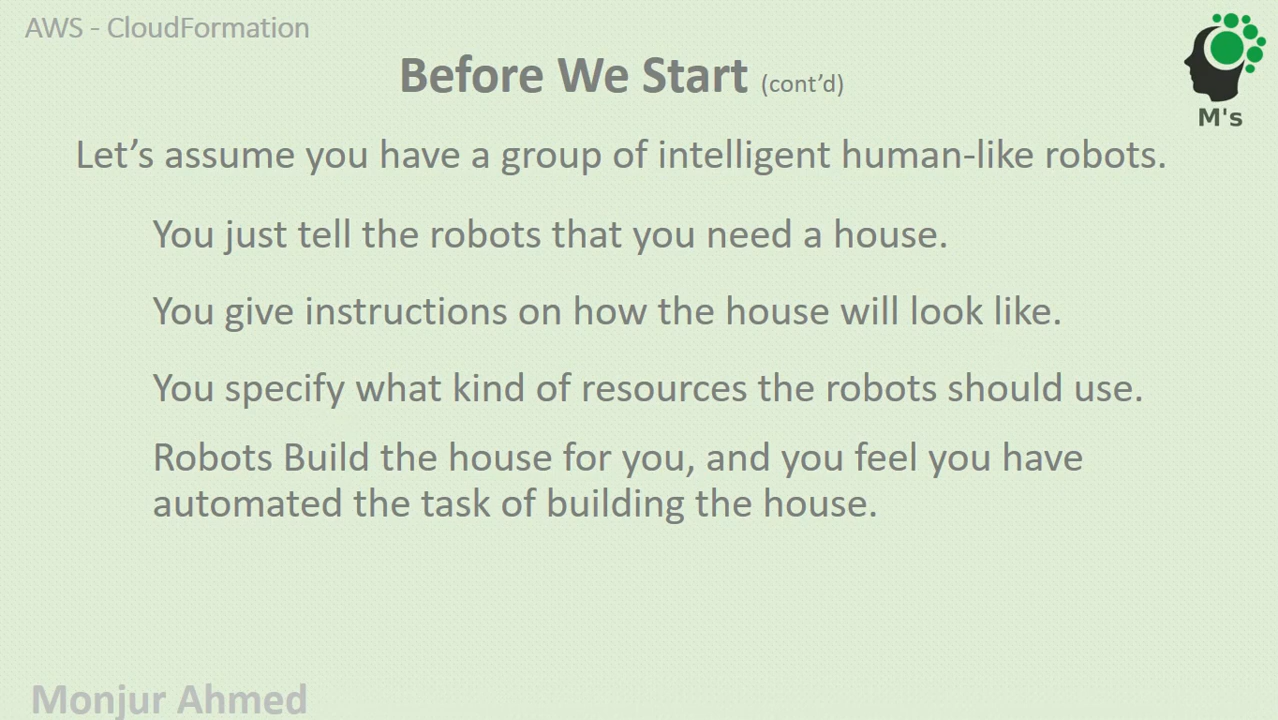 AWS - CloudFormation
Before We Start (cont’d)
M's
Let’s assume you have a group of intelligent human-like robots.
You just tell the robots that you need a house.
You give instructions on how the house will look like.
You specify what kind of resources the robots should use.
Robots Build the house for you, and you feel you have
automated the task of building the house.
Monjur Ahmed